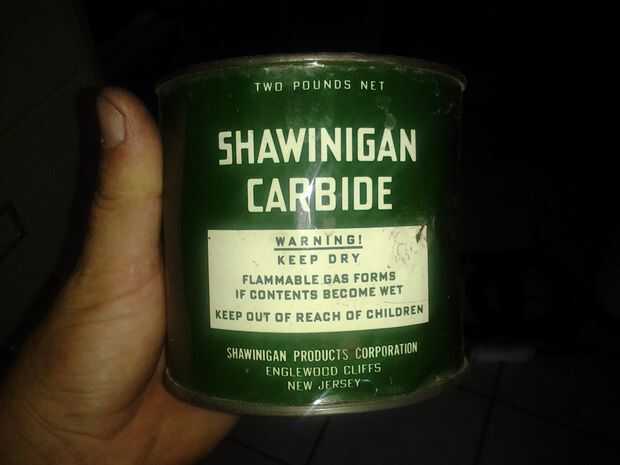 TWO POUNDS NET
SHAWINIGAN
CARBIDE
WARNING!
KEEP DRY
FLAMMABLE GAS FORMS
IF CONTENTS BECOME WET
KEEP OUT OF REACH OF CHILDREN
SHAWINIGAN PRODUCTS CORPORATION
ENGLEWOOD CLIFFS
NEW JERSEY